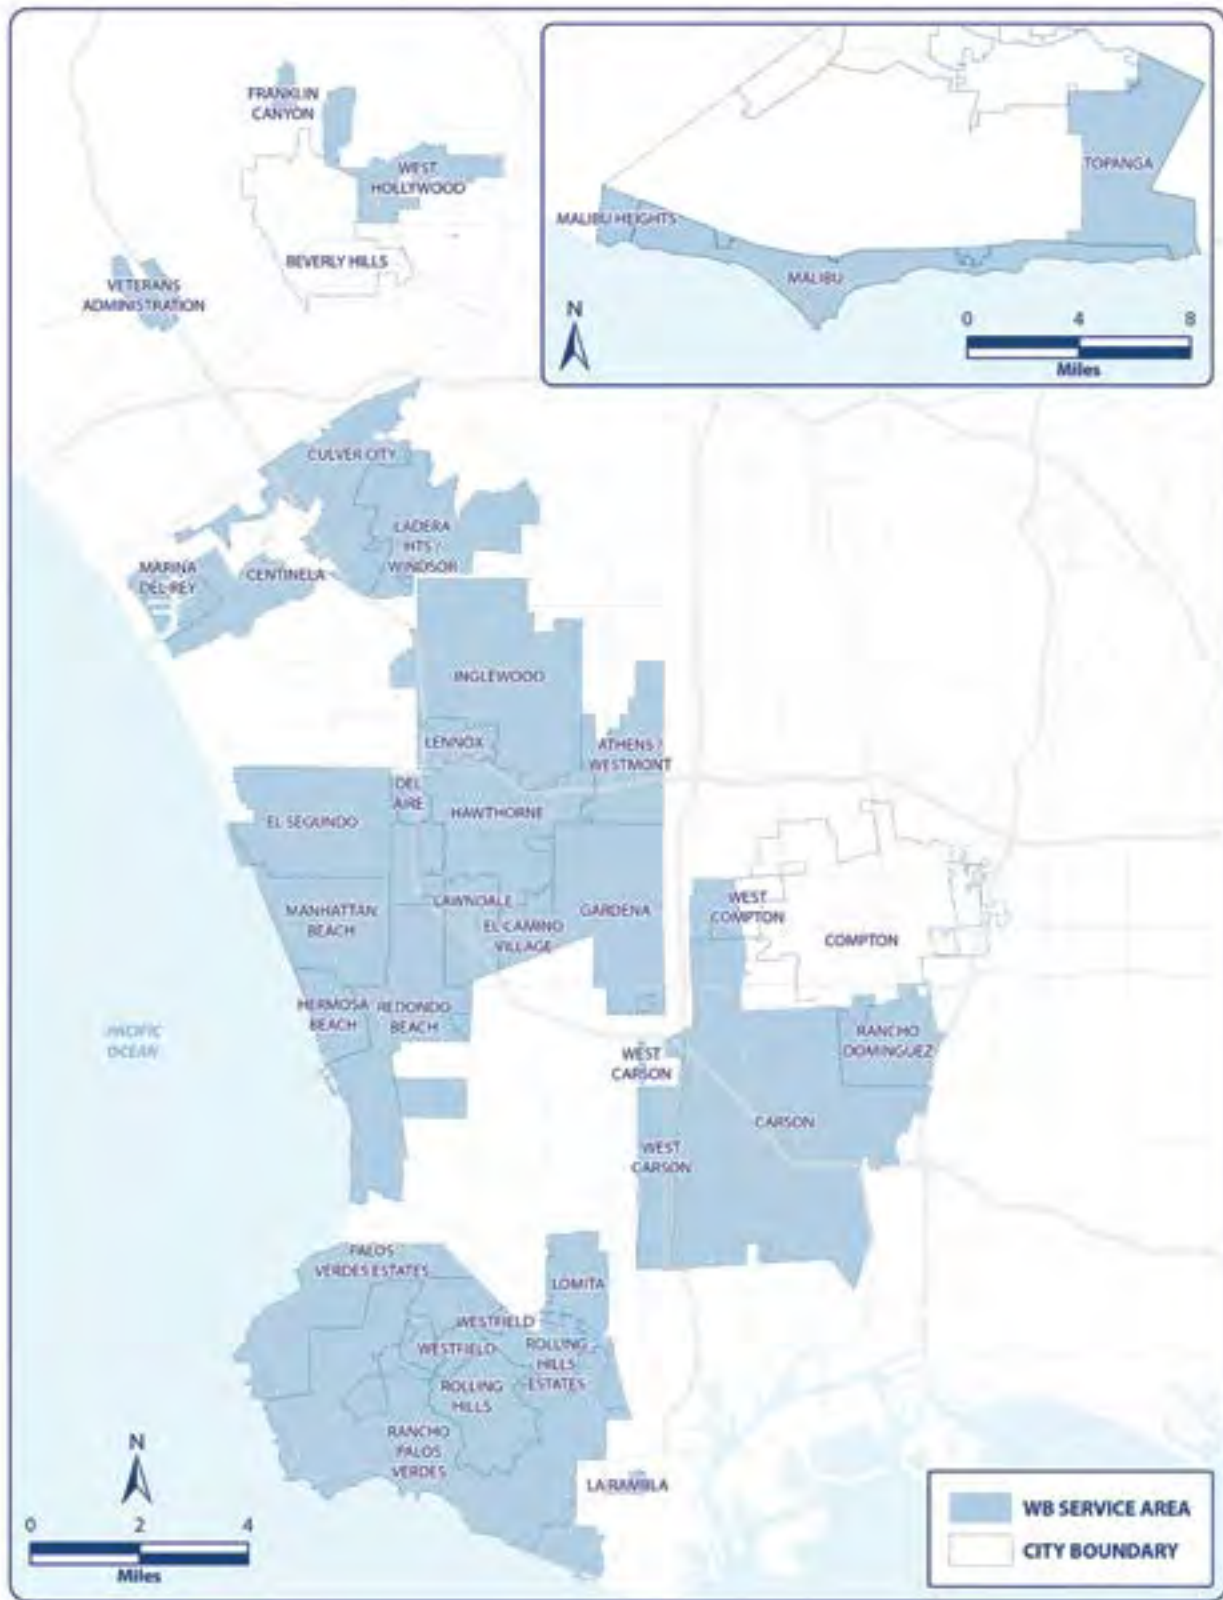 FRANKLIN
CANYON
WEST
HOLLYWOOD
BEVERLY HILLS
VETERANS
ADMINISTRATION
TOPANGA
MALIBU HEIGHTS
MALIBU
N
0 4 8
Miles
CULVER CITY
LADERA
HTS /
WINDSOR
MARINA
DEL REY
CENTINELA
INGLEWOOD
LENNOX
ATHENS /
WESTMONT
DEL
AIRE
HAWTHORNE
EL SEGUNDO
LAWNDALE
MANHATTAN
BEACH
EL CAMINO
VILLAGE
GARDENA
WEST
COMPTON
COMPTON
HERMOSA
BEACH
REDONDO
BEACH
PACIFIC
OCEAN
WEST
CARSON
RANCHO
DOMINGUEZ
CARSON
WEST
CARSON
PALOS
VERDES ESTATES
LOMITA
WESTFIELD
WESTFIELD
ROLLING
HILLS
ESTATES
ROLLING
HILLS
RANCHO
PALOS
VERDES
LA RAMBLA
N
0 2 4
Miles
WB SERVICE AREA
CITY BOUNDARY